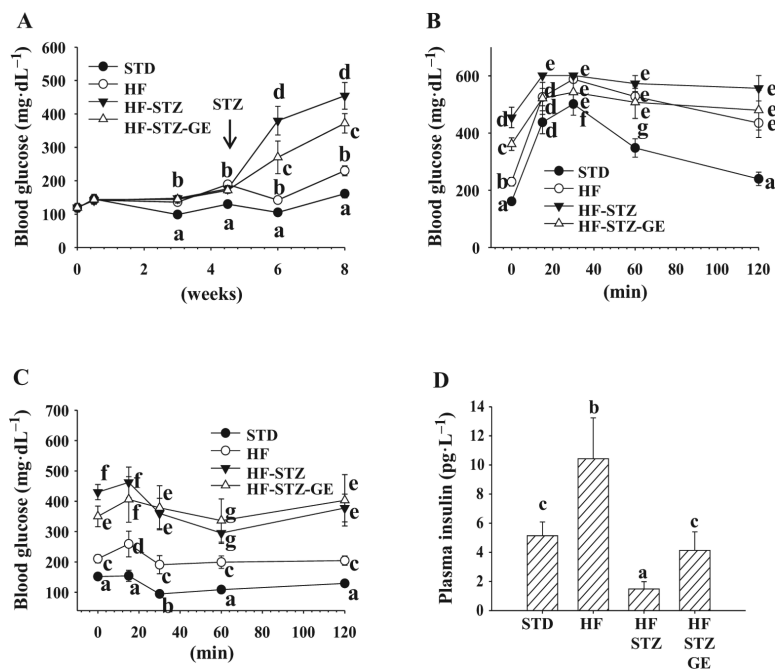 A
Blood glucose (mg·dL⁻¹)
600
500
400
300
200
100
0
STD
HF
HF-STZ
HF-STZ-GE
STZ
d
d
c
c
b
b
b
b
a
a
a
a
0 2 4 6 8
(weeks)
B
Blood glucose (mg·dL⁻¹)
600
400
200
0
e e e e
d d e e e
c d e e e
b d f g
a a
STD
HF
HF-STZ
HF-STZ-GE
0 20 40 60 80 100 120
(min)
C
Blood glucose (mg·dL⁻¹)
700
600
500
400
300
200
100
STD
HF
HF-STZ
HF-STZ-GE
f f e g e
e f e g e
c d c c c
a a b a a
0 20 40 60 80 100 120
(min)
D
Plasma insulin (pg·L⁻¹)
14
12
10
8
6
4
2
0
c b a c
STD HF HF HF
STZ STZ
GE